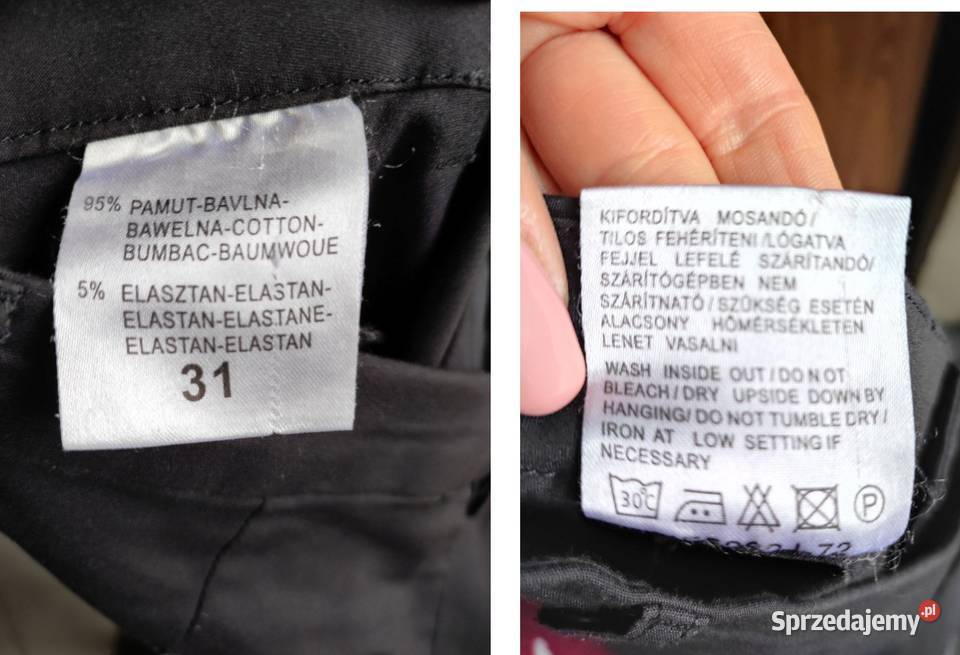 95% PAMUT-BAVLNA-
BAWELNA-COTTON-
BUMBAC-BAUMWOUE
5% ELASZTAN-ELASTAN-
ELASTAN-ELASTANE-
ELASTAN-ELASTAN
31
KIFORDÍTVA MOSANDÓ/
TILOS FEHÉRÍTENI/LÓGATVA
FEJJEL LEFELÉ SZÁRÍTANDÓ/
SZÁRÍTÓGÉPBEN NEM
SZÁRÍTNATÓ/SZÜKSÉG ESETÉN
ALACSONY HŐMÉRSÉKLETEN
LENET VASALNI
WASH INSIDE OUT/DO NOT
BLEACH/DRY UPSIDE DOWN BY
HANGING/DO NOT TUMBLE DRY/
IRON AT LOW SETTING IF
NECESSARY
30°C
P
Sprzedajemy.pl